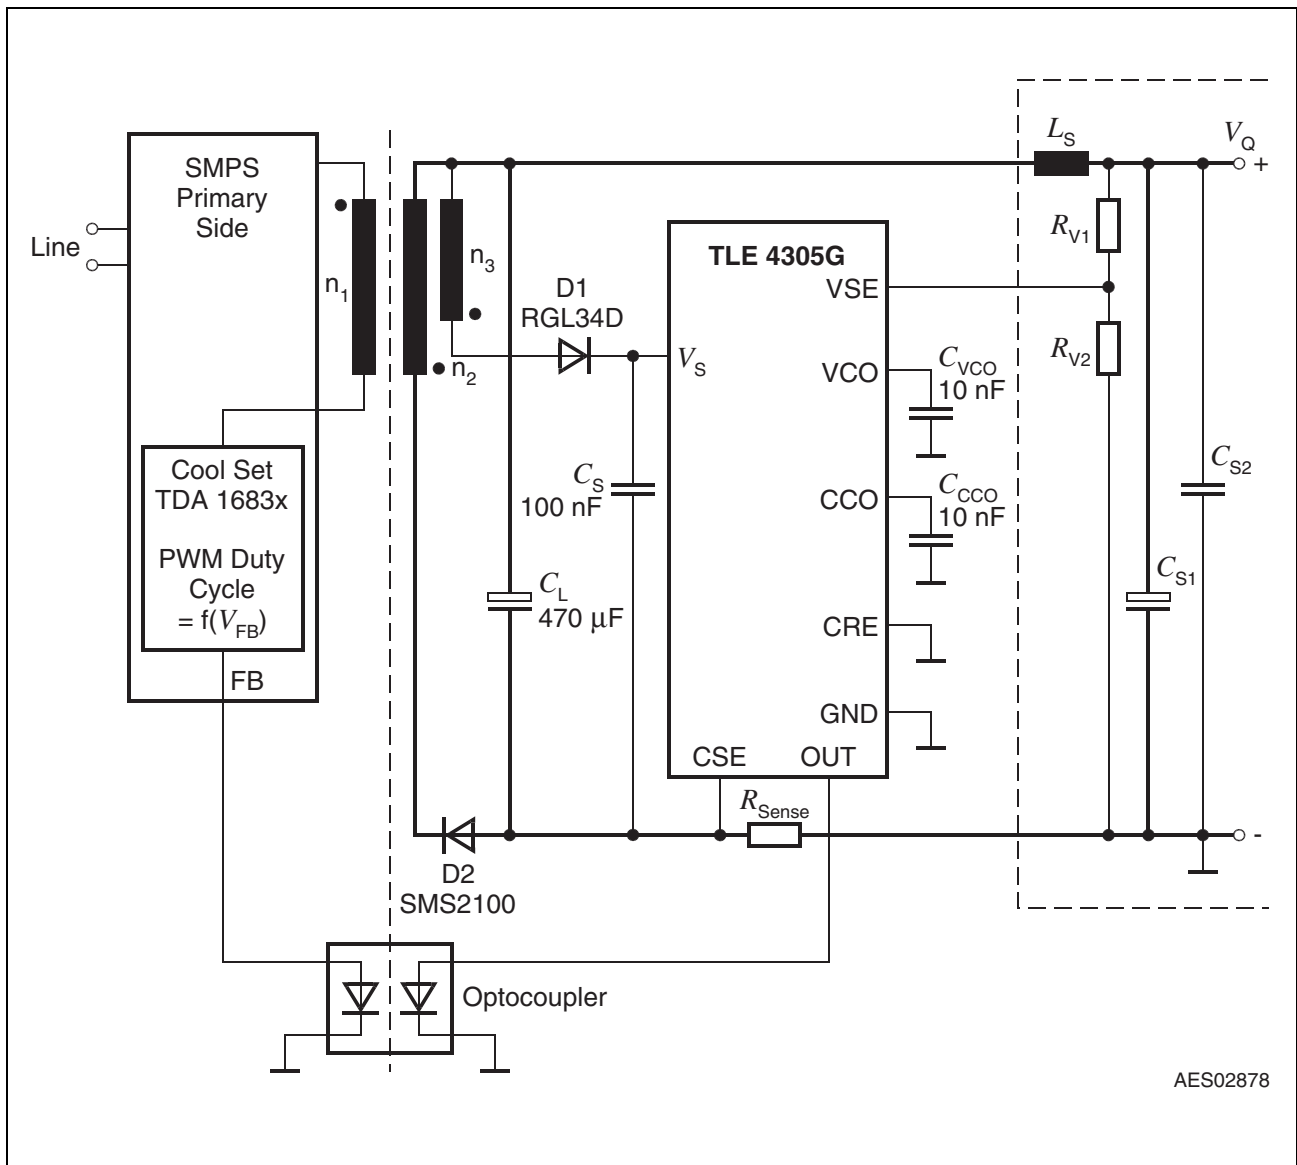 SMPS
Primary
Side
Line
n1
n2
n3
Cool Set
TDA 1683x
PWM Duty
Cycle
= f(VFB)
FB
D1
RGL34D
CS
100 nF
CL
470 μF
D2
SMS2100
TLE 4305G
VS
VSE
VCO
CCO
CRE
GND
CSE
OUT
CVCO
10 nF
CCCO
10 nF
RSense
LS
VQ
+
RV1
RV2
CS2
CS1
-
Optocoupler
AES02878